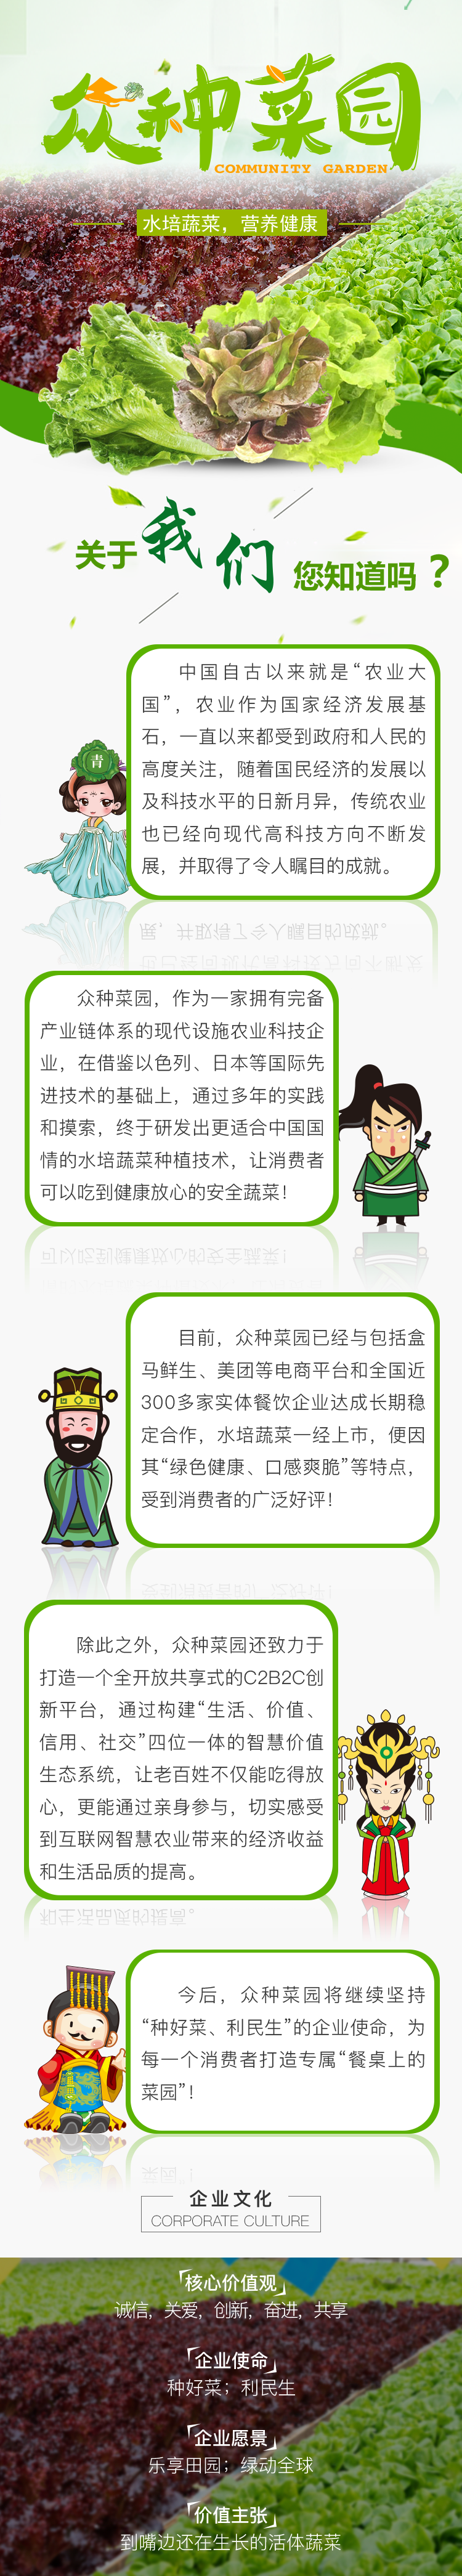 众种菜园
COMMUNITY GARDEN
水培蔬菜，营养健康
关于我们您知道吗？
中国自古以来就是“农业大
国”，农业作为国家经济发展基
石，一直以来都受到政府和人民的
高度关注，随着国民经济的发展以
及科技水平的日新月异，传统农业
也已经向现代高科技方向不断发
展，并取得了令人瞩目的成就。
青
众种菜园，作为一家拥有完备
产业链体系的现代设施农业科技企
业，在借鉴以色列、日本等国际先
进技术的基础上，通过多年的实践
和摸索，终于研发出更适合中国国
情的水培蔬菜种植技术，让消费者
可以吃到健康放心的安全蔬菜！
目前，众种菜园已经与包括盒
马鲜生、美团等电商平台和全国近
300多家实体餐饮企业达成长期稳
定合作，水培蔬菜一经上市，便因
其“绿色健康、口感爽脆”等特点，
受到消费者的广泛好评！
除此之外，众种菜园还致力于
打造一个全开放共享式的C2B2C创
新平台，通过构建“生活、价值、
信用、社交”四位一体的智慧价值
生态系统，让老百姓不仅能吃得放
心，更能通过亲身参与，切实感受
到互联网智慧农业带来的经济收益
和生活品质的提高。
今后，众种菜园将继续坚持
“种好菜、利民生”的企业使命，为
每一个消费者打造专属“餐桌上的
菜园”！
企业文化
CORPORATE CULTURE
核心价值观
诚信，关爱，创新，奋进，共享
企业使命
种好菜；利民生
企业愿景
乐享田园；绿动全球
价值主张
到嘴边还在生长的活体蔬菜